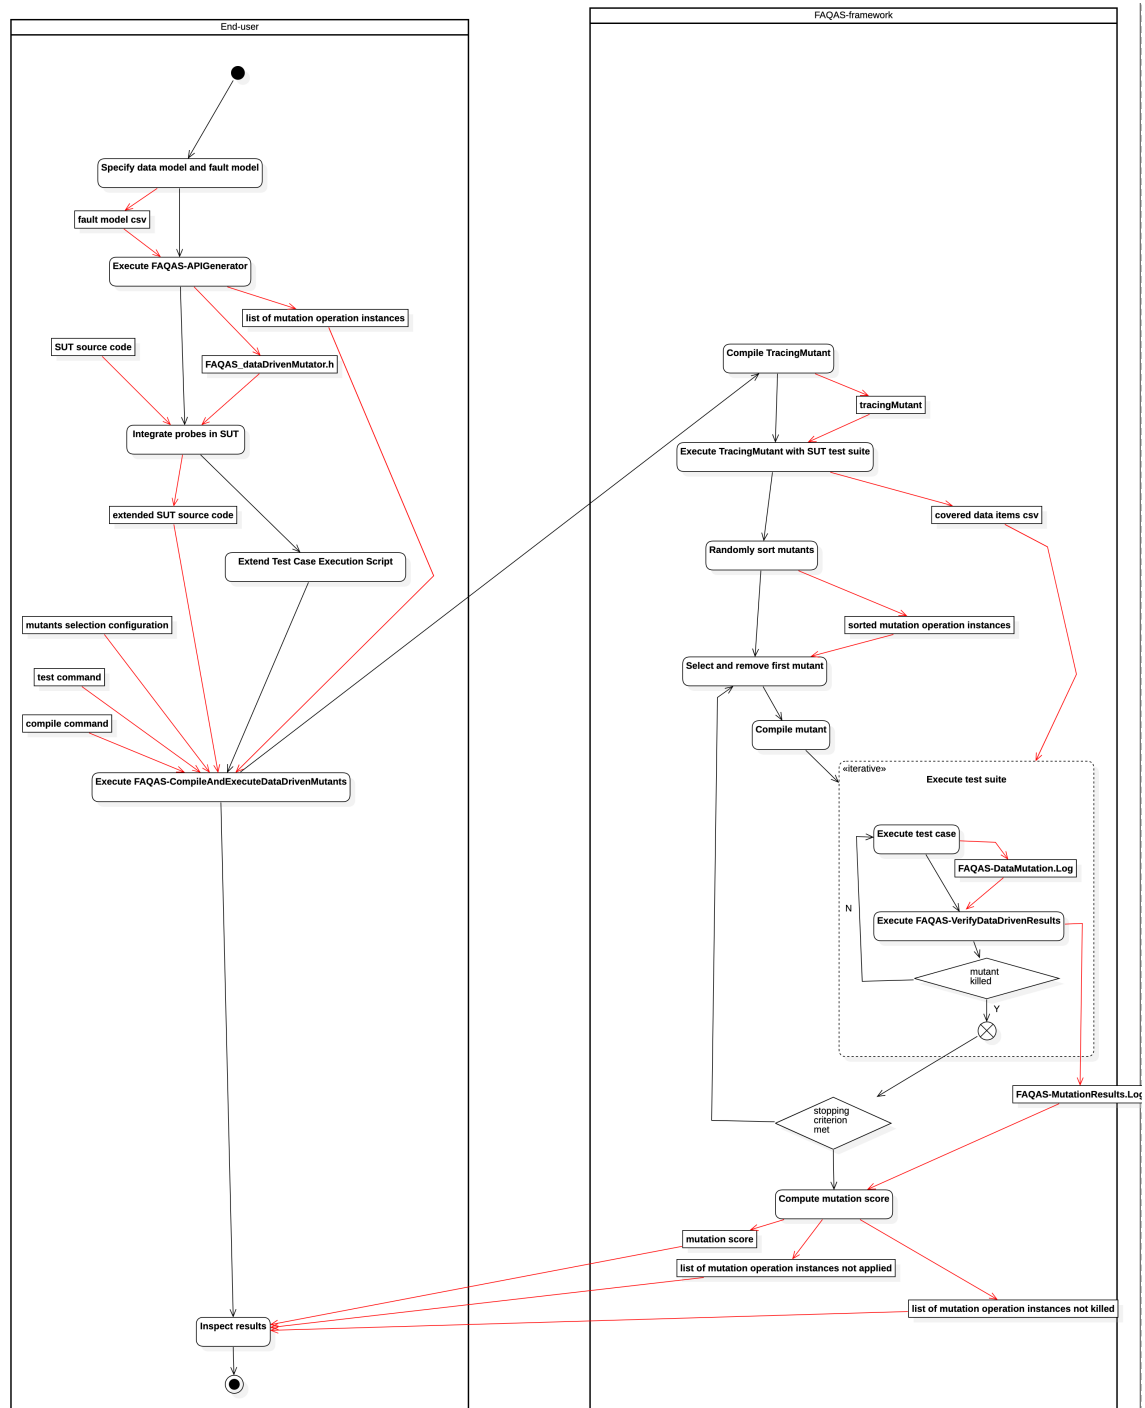 End-user
FAQAS-framework
Specify data model and fault model
fault model csv
Execute FAQAS-APIGenerator
list of mutation operation instances
SUT source code
FAQAS_dataDrivenMutator.h
Integrate probes in SUT
extended SUT source code
Extend Test Case Execution Script
mutants selection configuration
test command
compile command
Execute FAQAS-CompileAndExecuteDataDrivenMutants
Compile TracingMutant
tracingMutant
Execute TracingMutant with SUT test suite
covered data items csv
Randomly sort mutants
sorted mutation operation instances
Select and remove first mutant
Compile mutant
«iterative»
Execute test suite
Execute test case
FAQAS-DataMutation.Log
N
Execute FAQAS-VerifyDataDrivenResults
mutant
killed
Y
FAQAS-MutationResults.Log
stopping
criterion
met
Compute mutation score
mutation score
list of mutation operation instances not applied
list of mutation operation instances not killed
Inspect results